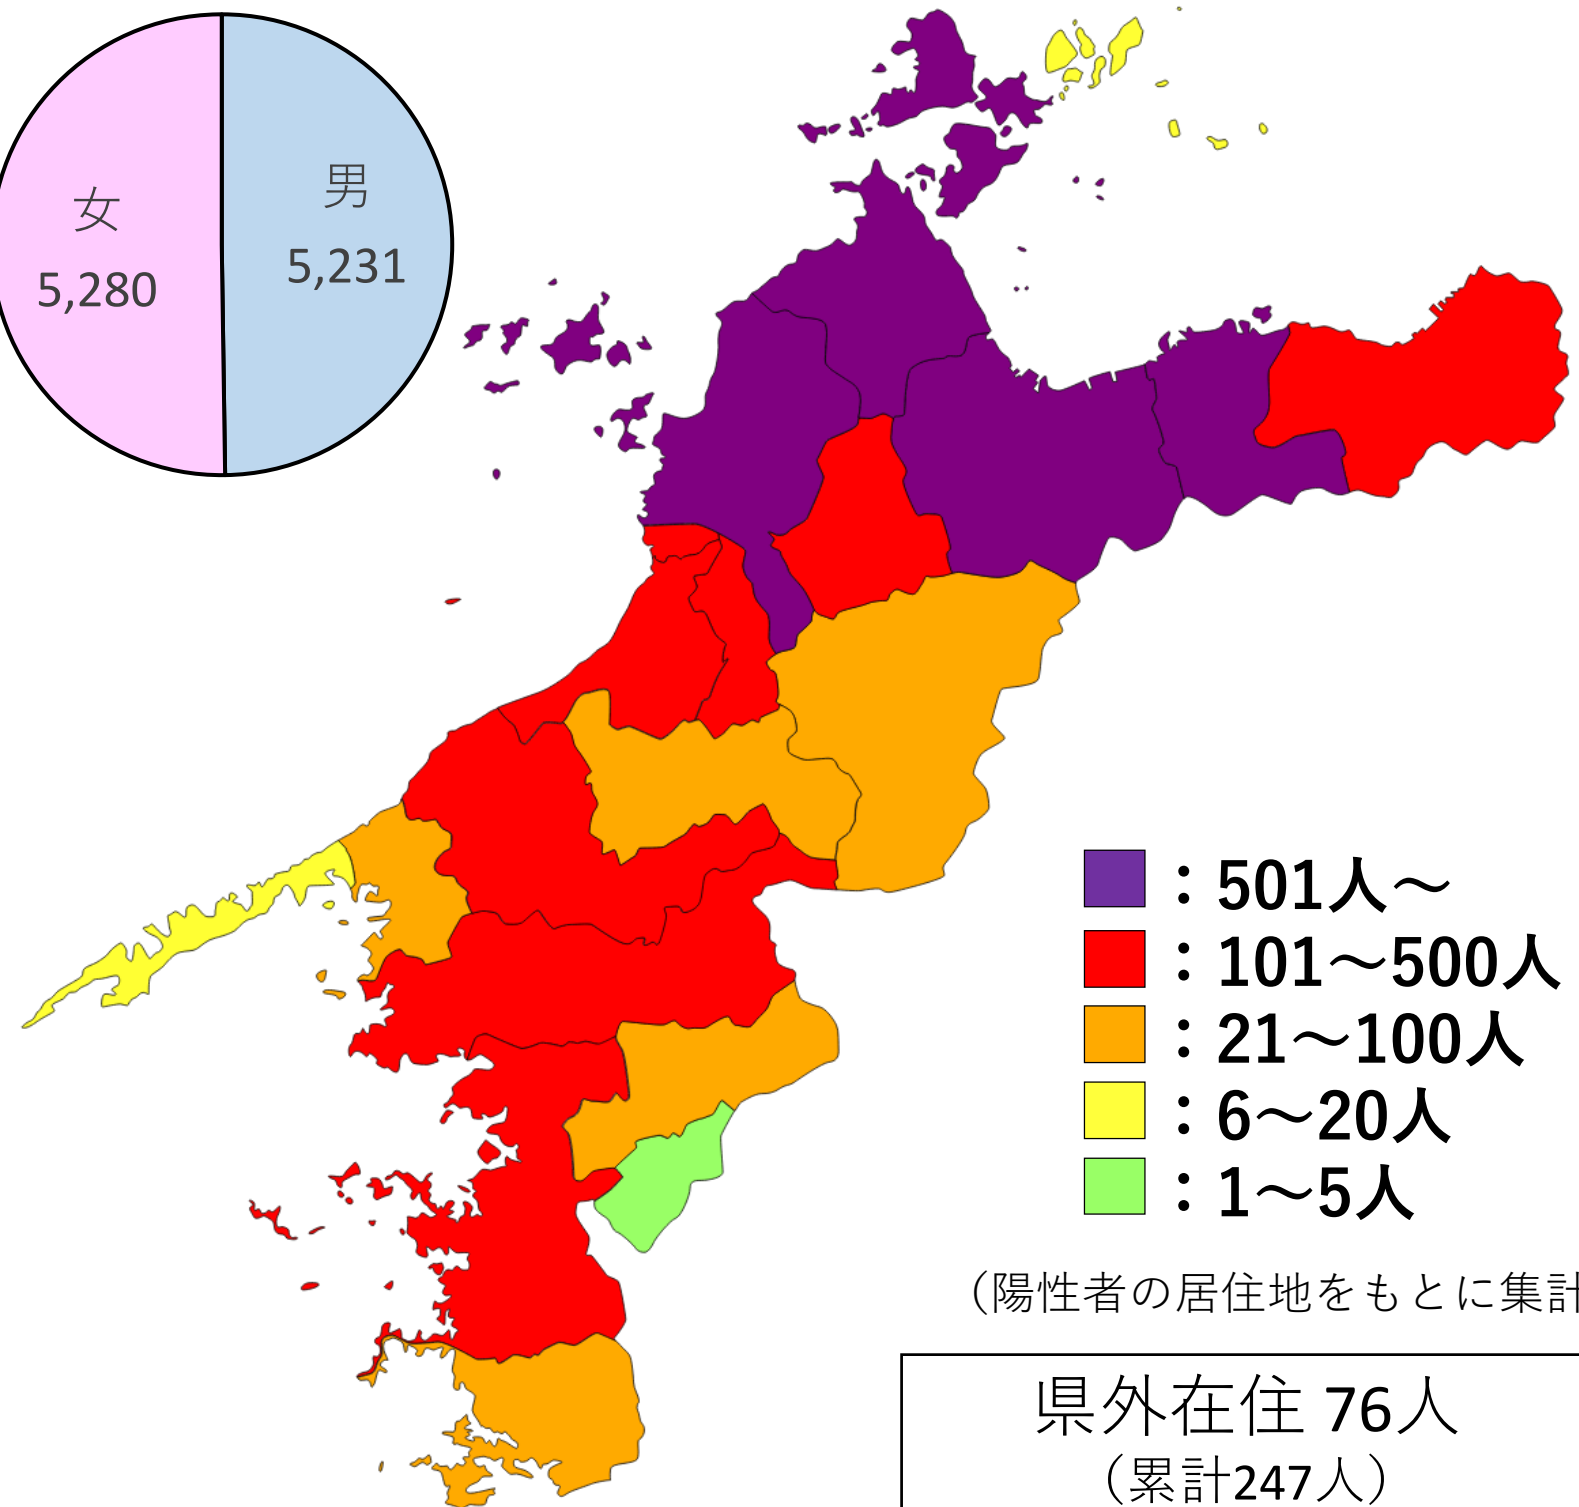 女
5,280
男
5,231
：501人～
：101～500人
：21～100人
：6～20人
：1～5人
（陽性者の居住地をもとに集計
県外在住 76人
（累計247人）